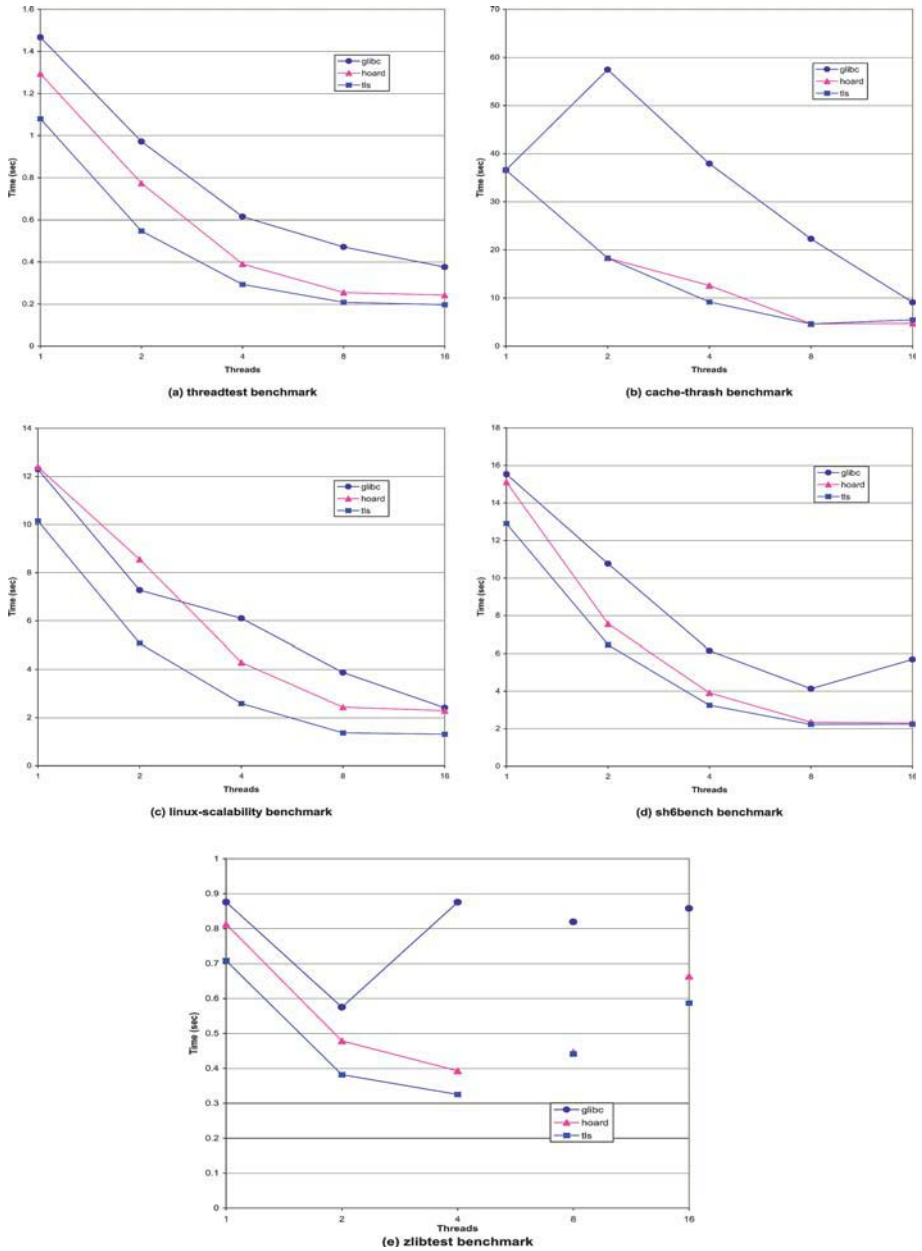 1.6
1.4
1.2
1
0.8
0.6
0.4
0.2
0
Time (sec)
glibc
hoard
tls
1 2 4 8 16
Threads
(a) threadtest benchmark
70
60
50
40
30
20
10
0
Time (sec)
glibc
hoard
tls
1 2 4 8 16
Threads
(b) cache-thrash benchmark
14
12
10
8
6
4
2
0
Time (sec)
glibc
hoard
tls
1 2 4 8 16
Threads
(c) linux-scalability benchmark
18
16
14
12
10
8
6
4
2
0
Time (sec)
glibc
hoard
tls
1 2 4 8 16
Threads
(d) sh6bench benchmark
1
0.9
0.8
0.7
0.6
0.5
0.4
0.3
0.2
0.1
0
Time (sec)
glibc
hoard
tls
1 2 4 8 16
Threads
(e) zlibtest benchmark